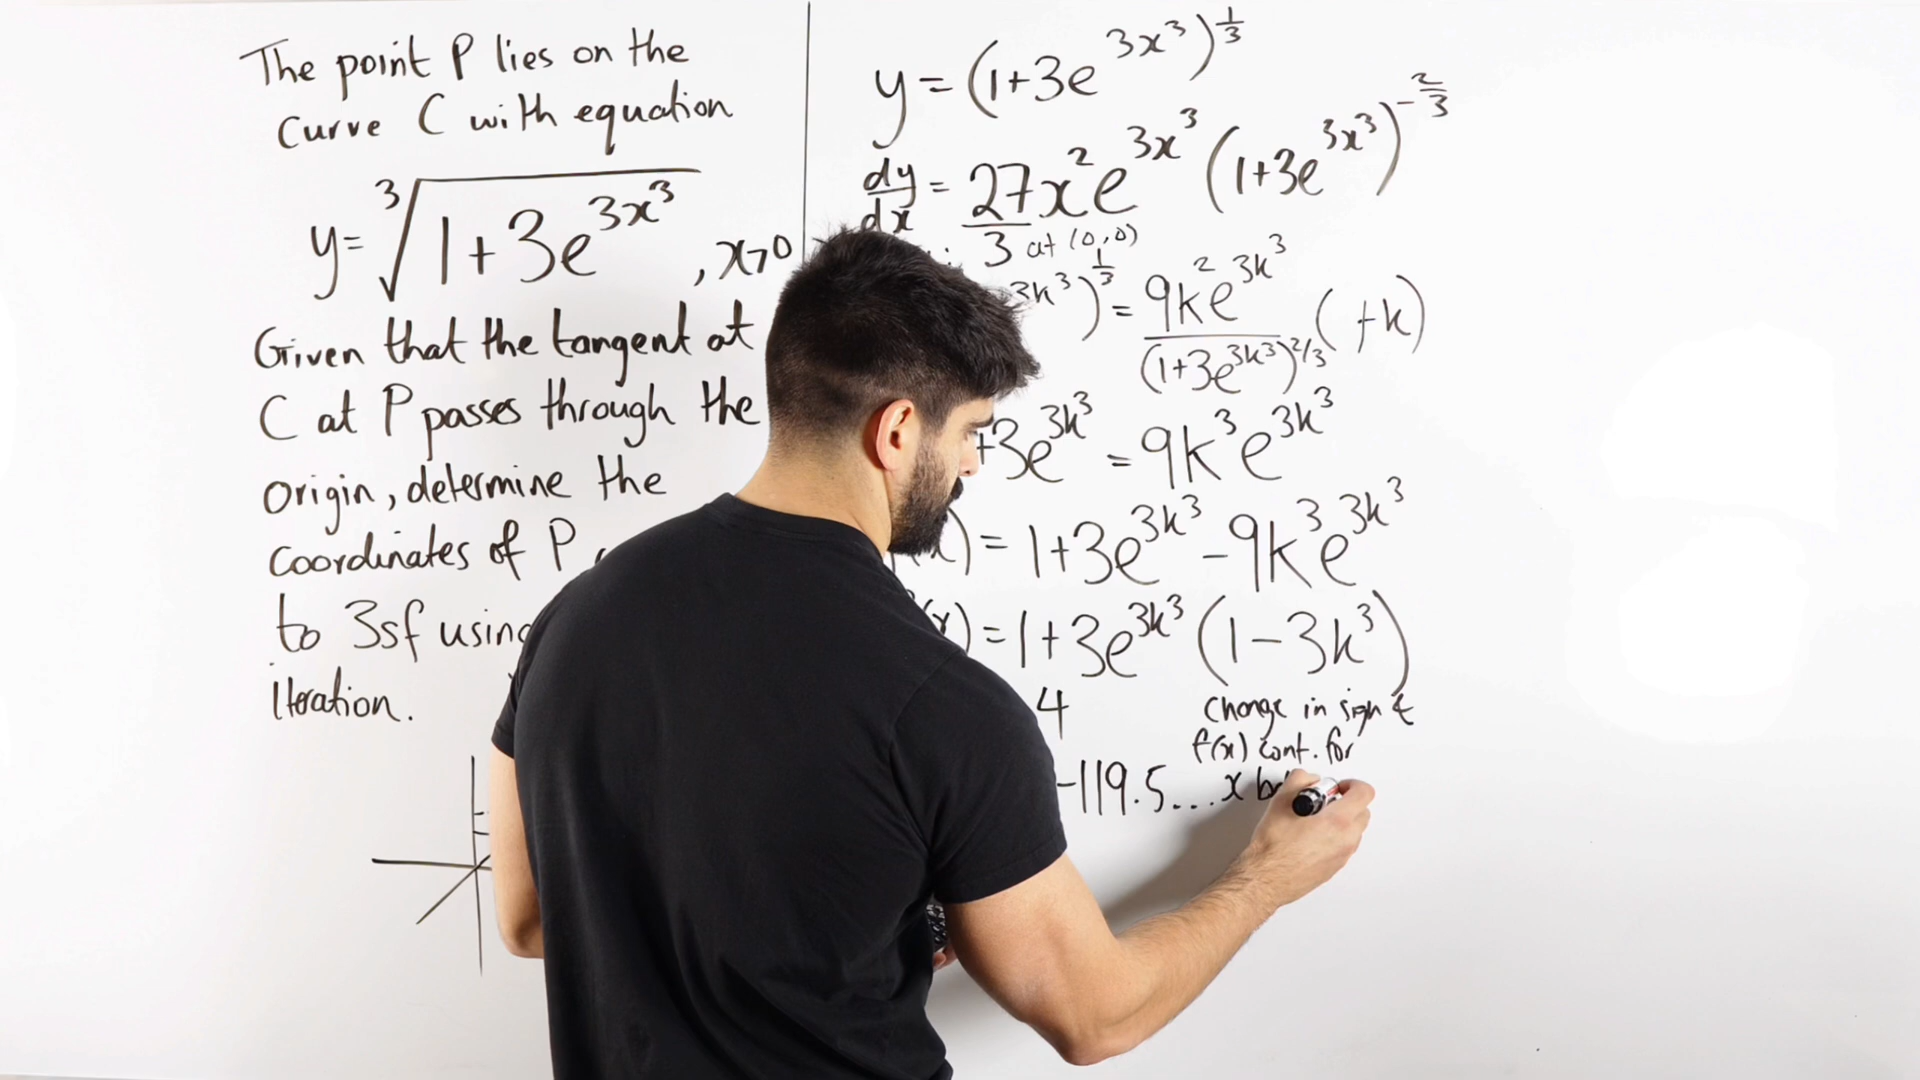 The point P lies on the
curve C with equation
y = ∛(1+3e^(3x³)) , x>0
Given that the tangent at
C at P passes through the
origin, determine the
coordinates of P
to 3sf using
iteration.
y = (1+3e^(3x³))^(1/3)
dy/dx = 27x²e^(3x³)/3 (1+3e^(3x³))^(-2/3)
at (0,0)
3k³)^(1/3) = 9k²e^(3k³)/(1+3e^(3k³))^(2/3) (+k)
+3e^(3k³) = 9k³e^(3k³)
) = 1+3e^(3k³) - 9k³e^(3k³)
(x) = 1+3e^(3k³) (1-3k³)
4
-119.5...
Change in sign &
f(x) cont. for
x